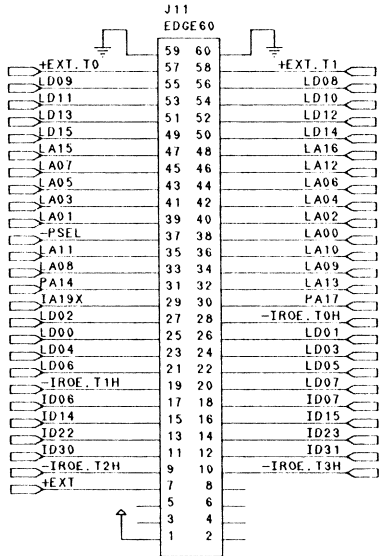 J11
EDGE60
59 60
+EXT.T0 57 58 +EXT.T1
LD09 55 56 LD08
LD11 53 54 LD10
LD13 51 52 LD12
LD15 49 50 LD14
LA15 47 48 LA16
LA07 45 46 LA12
LA05 43 44 LA06
LA03 41 42 LA04
LA01 39 40 LA02
-PSEL 37 38 LA00
LA11 35 36 LA10
LA08 33 34 LA09
PA14 31 32 LA13
IA19X 29 30 PA17
LD02 27 28 -IROE.T0H
LD00 25 26 LD01
LD04 23 24 LD03
LD06 21 22 LD05
-IROE.T1H 19 20 LD07
ID06 17 18 ID07
ID14 15 16 ID15
ID22 13 14 ID23
ID30 11 12 ID31
-IROE.T2H 9 10 -IROE.T3H
+EXT 7 8
5 6
3 4
1 2